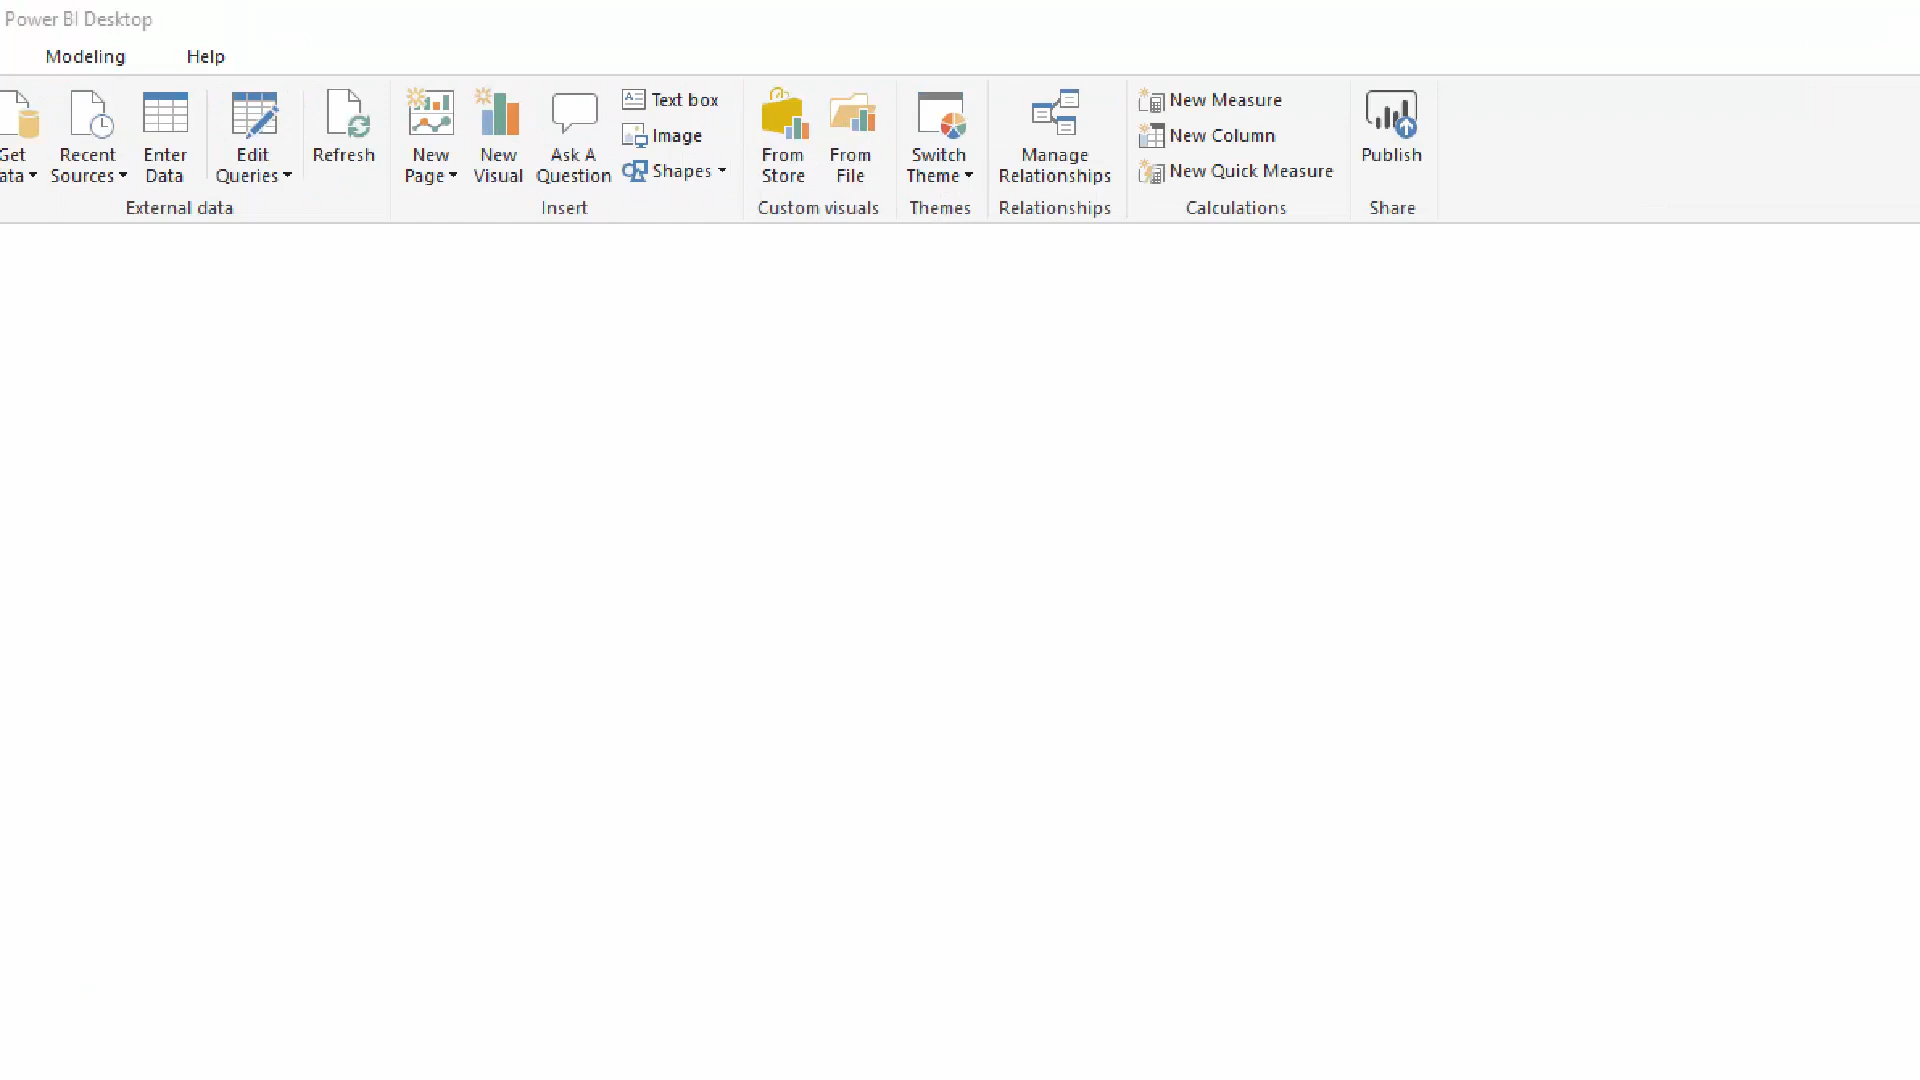 Power BI Desktop
Modeling Help
Get
ata
Recent
Sources
Enter
Data
Edit
Queries
Refresh
External data
New
Page
New
Visual
Ask A
Question
Text box
Image
Shapes
Insert
From
Store
From
File
Custom visuals
Switch
Theme
Themes
Manage
Relationships
Relationships
New Measure
New Column
New Quick Measure
Calculations
Publish
Share